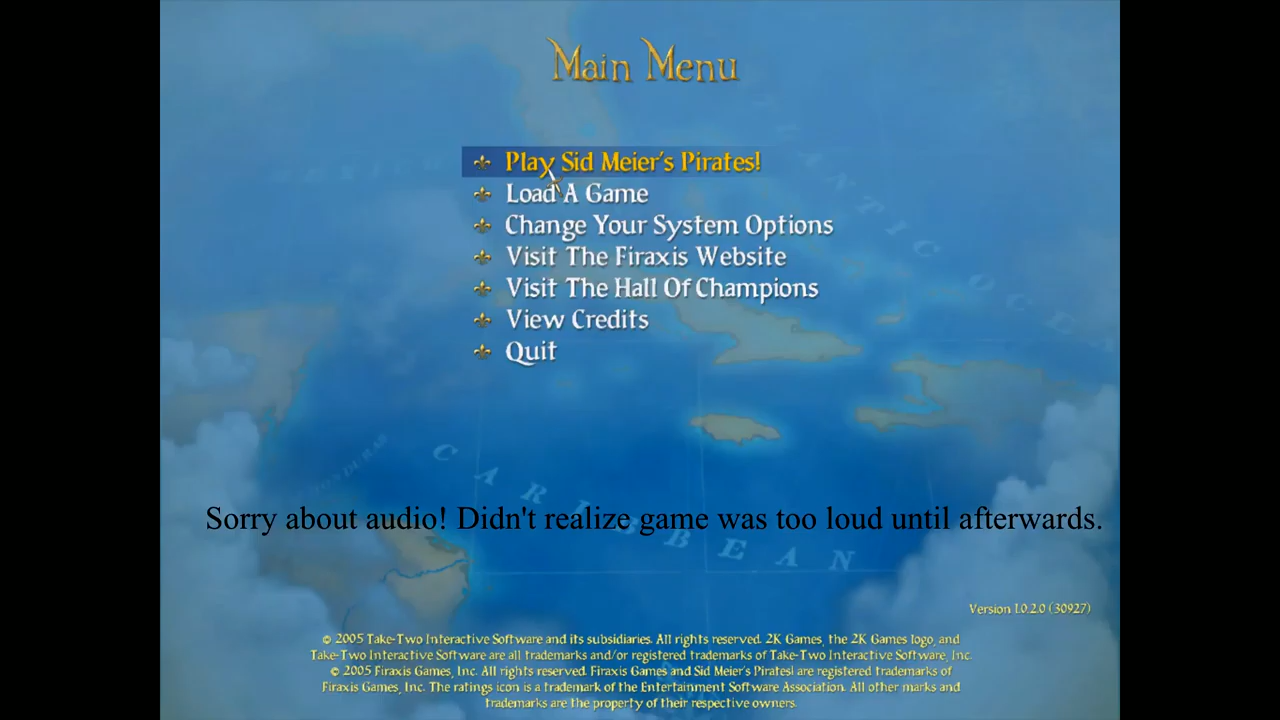 Main Menu
Play Sid Meier's Pirates!
Load A Game
Change Your System Options
Visit The Firaxis Website
Visit The Hall Of Champions
View Credits
Quit
ATLANTIC OCEAN
HONDURAS
CARIBBEAN
Sorry about audio! Didn't realize game was too loud until afterwards.
Version 1.0.2.0 (30927)
© 2005 Take-Two Interactive Software and its subsidiaries. All rights reserved. 2K Games, the 2K Games logo, and
Take-Two Interactive Software are all trademarks and/or registered trademarks of Take-Two Interactive Software, Inc.
© 2005 Firaxis Games, Inc. All rights reserved. Firaxis Games and Sid Meier's Pirates! are registered trademarks of
Firaxis Games, Inc. The ratings icon is a trademark of the Entertainment Software Association. All other marks and
trademarks are the property of their respective owners.